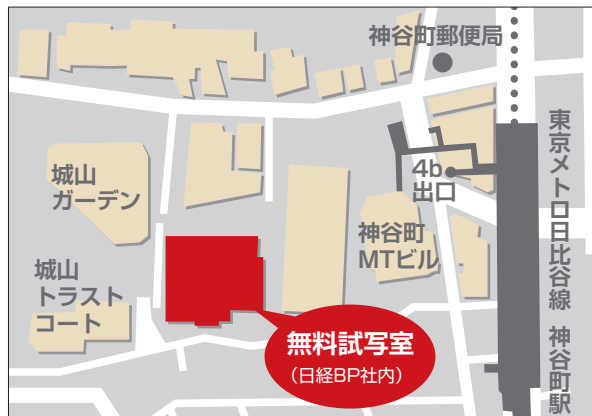 神谷町郵便局
東京メトロ日比谷線 神谷町駅
4b
出口
城山
ガーデン
神谷町
MTビル
城山
トラスト
コート
無料試写室
(日経BP社内)